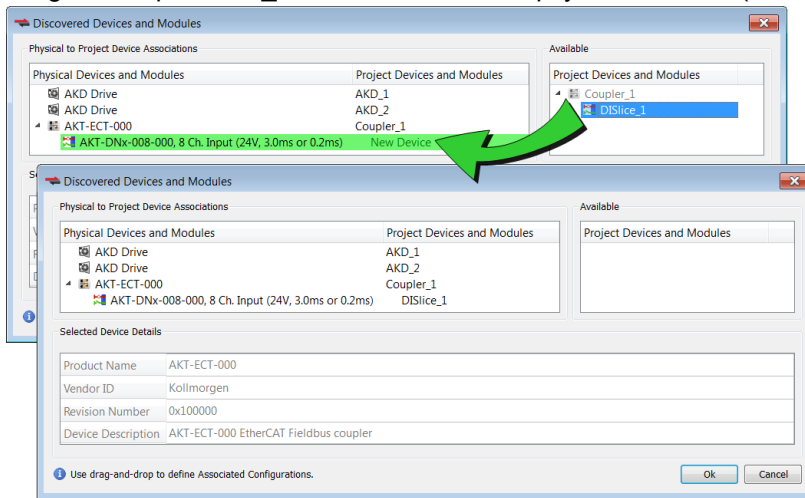 Discovered Devices and Modules
Physical to Project Device Associations
Available
Physical Devices and Modules
Project Devices and Modules
Project Devices and Modules
AKD Drive
AKD_1
Coupler_1
AKD Drive
AKD_2
DISlice_1
AKT-ECT-000
Coupler_1
AKT-DNx-008-000, 8 Ch. Input (24V, 3.0ms or 0.2ms)
New Device
Discovered Devices and Modules
Physical to Project Device Associations
Available
Physical Devices and Modules
Project Devices and Modules
Project Devices and Modules
AKD Drive
AKD_1
AKD Drive
AKD_2
AKT-ECT-000
Coupler_1
AKT-DNx-008-000, 8 Ch. Input (24V, 3.0ms or 0.2ms)
DISlice_1
Selected Device Details
Product Name
AKT-ECT-000
Vendor ID
Kollmorgen
Revision Number
0x100000
Device Description
AKT-ECT-000 EtherCAT Fieldbus coupler
Use drag-and-drop to define Associated Configurations.
Ok
Cancel